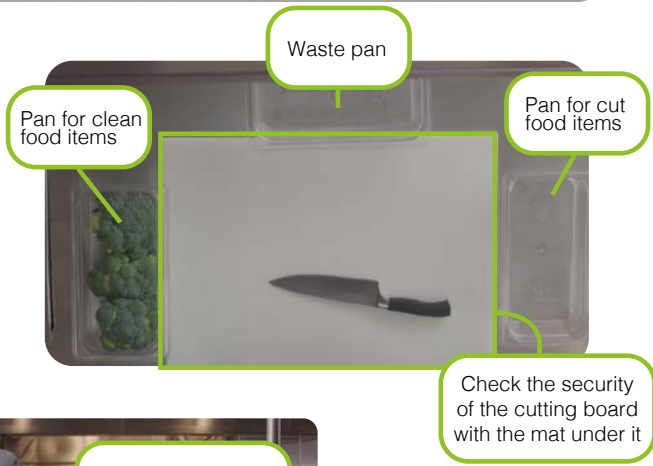 Waste pan
Pan for clean
food items
Pan for cut
food items
Check the security
of the cutting board
with the mat under it